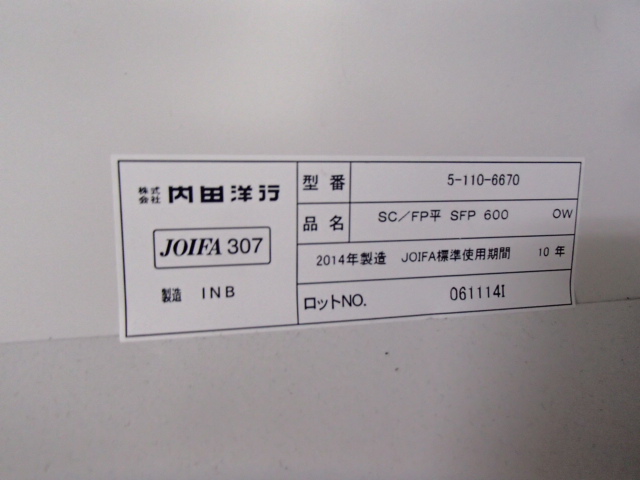 株式会社 内田洋行
JOIFA 307
製造 INB
型番 5-110-6670
品名 SC／FP平 SFP 600 OW
2014年製造 JOIFA標準使用期間 10年
ロットNO. 061114I